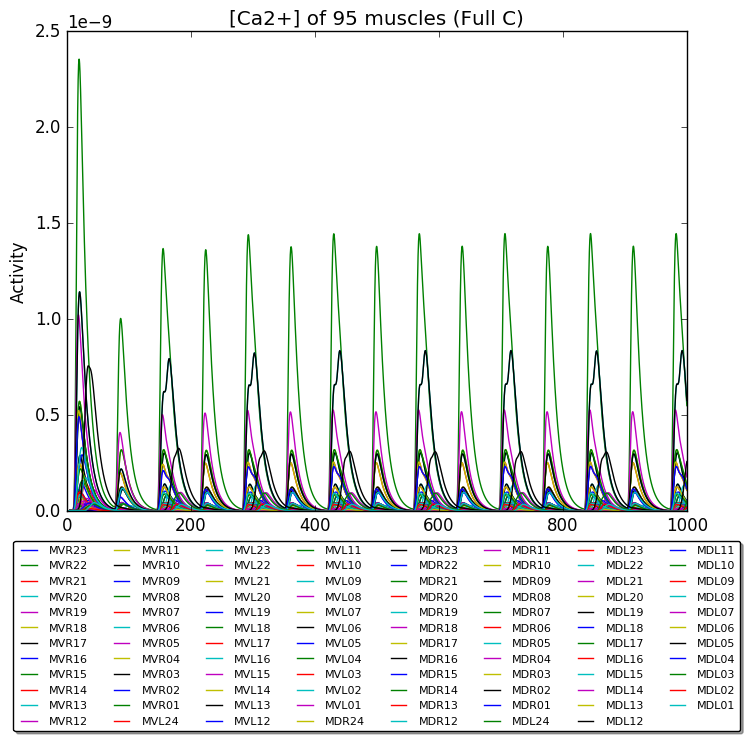 [Ca2+] of 95 muscles (Full C)
1e−9
2.5
2.0
1.5
1.0
0.5
0.0
Activity
0 200 400 600 800 1000
MVR23 MVR11 MVL23 MVL11 MDR23 MDR11 MDL23 MDL11
MVR22 MVR10 MVL22 MVL10 MDR22 MDR10 MDL22 MDL10
MVR21 MVR09 MVL21 MVL09 MDR21 MDR09 MDL21 MDL09
MVR20 MVR08 MVL20 MVL08 MDR20 MDR08 MDL20 MDL08
MVR19 MVR07 MVL19 MVL07 MDR19 MDR07 MDL19 MDL07
MVR18 MVR06 MVL18 MVL06 MDR18 MDR06 MDL18 MDL06
MVR17 MVR05 MVL17 MVL05 MDR17 MDR05 MDL17 MDL05
MVR16 MVR04 MVL16 MVL04 MDR16 MDR04 MDL16 MDL04
MVR15 MVR03 MVL15 MVL03 MDR15 MDR03 MDL15 MDL03
MVR14 MVR02 MVL14 MVL02 MDR14 MDR02 MDL14 MDL02
MVR13 MVR01 MVL13 MVL01 MDR13 MDR01 MDL13 MDL01
MVR12 MVL24 MVL12 MDR24 MDR12 MDL24 MDL12